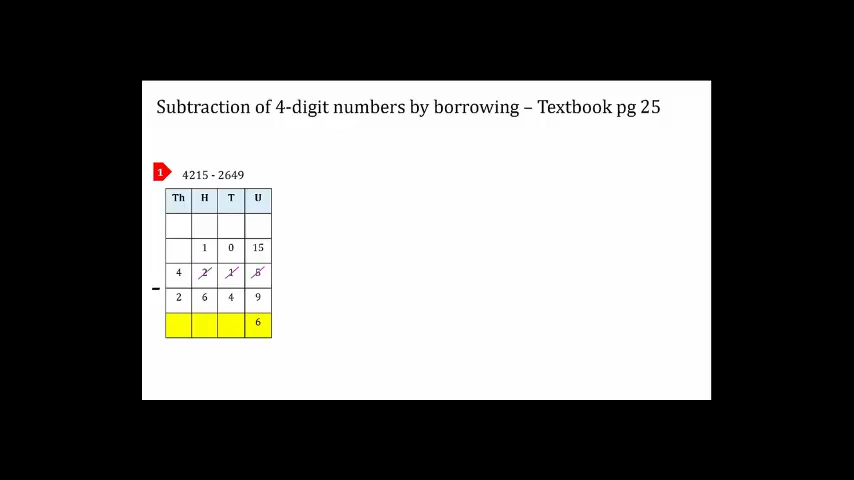 Subtraction of 4-digit numbers by borrowing – Textbook pg 25
1 4215 - 2649
Th H T U
1 0 15
4 2 1 5
- 2 6 4 9
6